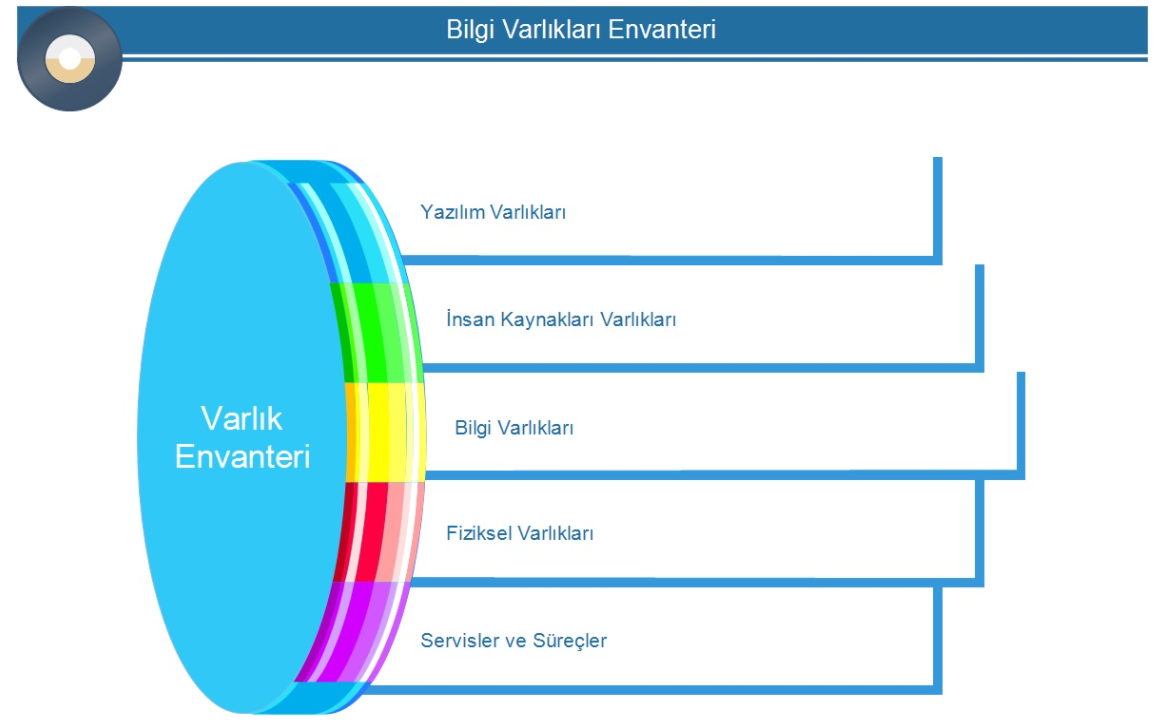 Bilgi Varlıkları Envanteri
Yazılım Varlıkları
İnsan Kaynakları Varlıkları
Varlık
Envanteri
Bilgi Varlıkları
Fiziksel Varlıkları
Servisler ve Süreçler